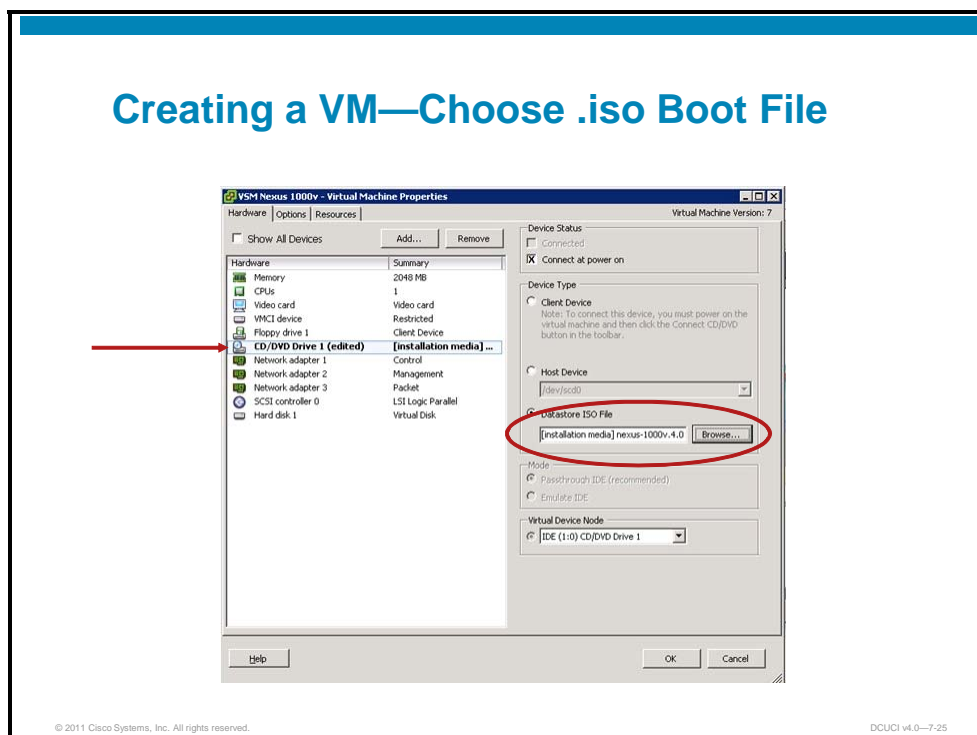 Creating a VM—Choose .iso Boot File
VSM Nexus 1000v - Virtual Machine Properties
Hardware Options Resources
Virtual Machine Version: 7
Show All Devices
Add...
Remove
Hardware Summary
Memory 2048 MB
CPUs 1
Video card Video card
VMCI device Restricted
Floppy drive 1 Client Device
CD/DVD Drive 1 (edited) [installation media] ...
Network adapter 1 Control
Network adapter 2 Management
Network adapter 3 Packet
SCSI controller 0 LSI Logic Parallel
Hard disk 1 Virtual Disk
Device Status
Connected
Connect at power on
Device Type
Client Device
Note: To connect this device, you must power on the
virtual machine and then click the Connect CD/DVD
button in the toolbar.
Host Device
/dev/scd0
Datastore ISO File
[installation media] nexus-1000v.4.0
Browse...
Mode
Passthrough IDE (recommended)
Emulate IDE
Virtual Device Node
IDE (1:0) CD/DVD Drive 1
Help
OK
Cancel
© 2011 Cisco Systems, Inc. All rights reserved.
DCUCI v4.0—7-25